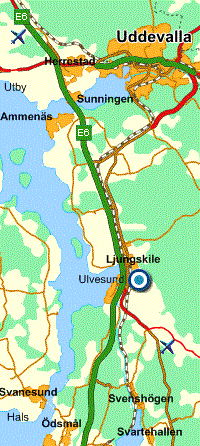 E6
Uddevalla
Herrestad
Utby
Sunningen
Ammenäs
E6
Ljungskile
Ulvesund
Svanesund
Svenshögen
Hals
Ödsmål
Svartehallen